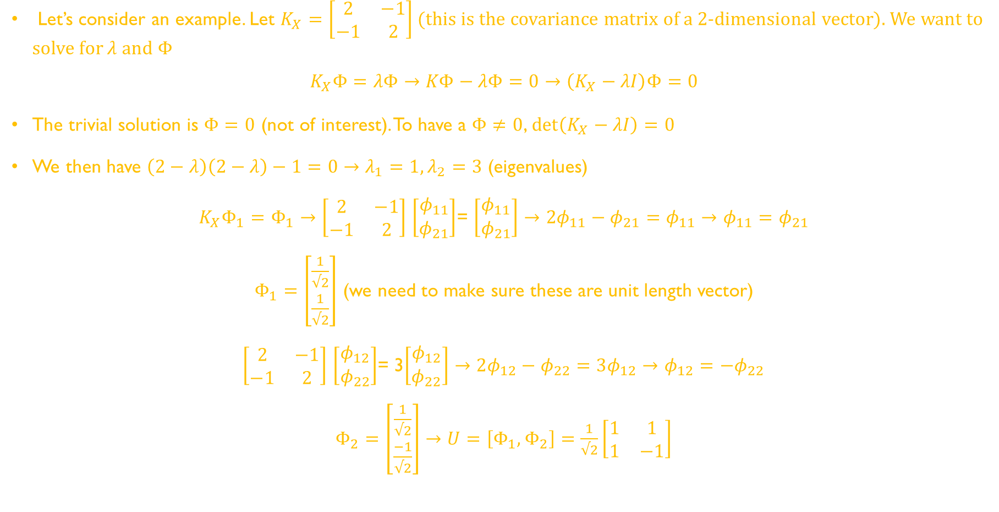 • Let's consider an example. Let $K_X = \begin{bmatrix} 2 & -1 \\ -1 & 2 \end{bmatrix}$ (this is the covariance matrix of a 2-dimensional vector). We want to
solve for $\lambda$ and $\Phi$
$K_X\Phi = \lambda\Phi \rightarrow K\Phi - \lambda\Phi = 0 \rightarrow (K_X - \lambda I)\Phi = 0$
• The trivial solution is $\Phi = 0$ (not of interest). To have a $\Phi \neq 0, \det(K_X - \lambda I) = 0$
• We then have $(2 - \lambda)(2 - \lambda) - 1 = 0 \rightarrow \lambda_1 = 1, \lambda_2 = 3$ (eigenvalues)
$K_X\Phi_1 = \Phi_1 \rightarrow \begin{bmatrix} 2 & -1 \\ -1 & 2 \end{bmatrix} \begin{bmatrix} \phi_{11} \\ \phi_{21} \end{bmatrix} = \begin{bmatrix} \phi_{11} \\ \phi_{21} \end{bmatrix} \rightarrow 2\phi_{11} - \phi_{21} = \phi_{11} \rightarrow \phi_{11} = \phi_{21}$
$\Phi_1 = \begin{bmatrix} \frac{1}{\sqrt{2}} \\ \frac{1}{\sqrt{2}} \end{bmatrix}$ (we need to make sure these are unit length vector)
$\begin{bmatrix} 2 & -1 \\ -1 & 2 \end{bmatrix} \begin{bmatrix} \phi_{12} \\ \phi_{22} \end{bmatrix} = 3 \begin{bmatrix} \phi_{12} \\ \phi_{22} \end{bmatrix} \rightarrow 2\phi_{12} - \phi_{22} = 3\phi_{12} \rightarrow \phi_{12} = -\phi_{22}$
$\Phi_2 = \begin{bmatrix} \frac{1}{\sqrt{2}} \\ \frac{-1}{\sqrt{2}} \end{bmatrix} \rightarrow U = [\Phi_1, \Phi_2] = \frac{1}{\sqrt{2}} \begin{bmatrix} 1 & 1 \\ 1 & -1 \end{bmatrix}$